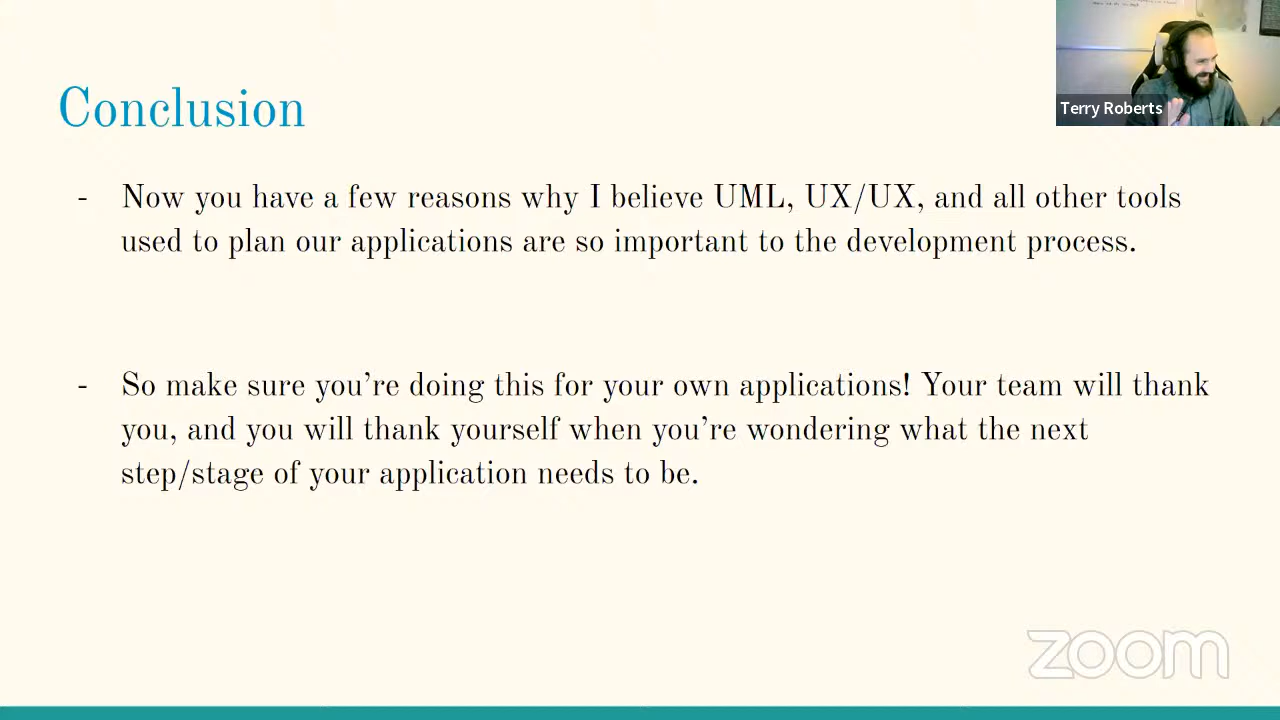 Conclusion
Terry Roberts
- Now you have a few reasons why I believe UML, UX/UX, and all other tools
used to plan our applications are so important to the development process.
- So make sure you’re doing this for your own applications! Your team will thank
you, and you will thank yourself when you’re wondering what the next
step/stage of your application needs to be.
zoom